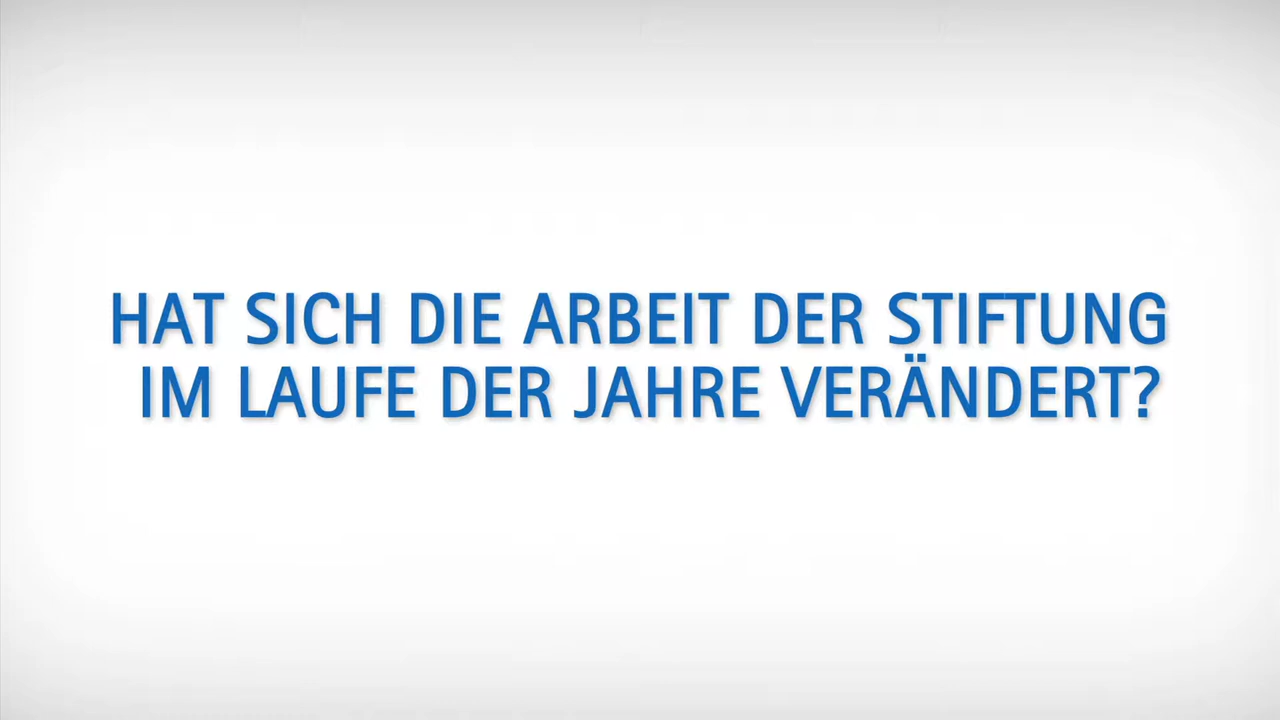 HAT SICH DIE ARBEIT DER STIFTUNG
IM LAUFE DER JAHRE VERÄNDERT?